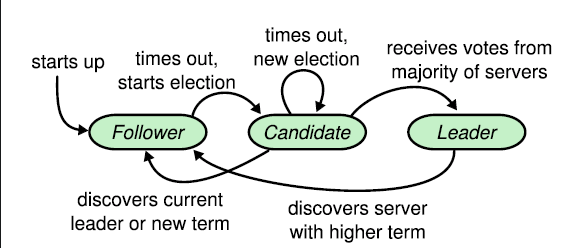 times out,
new election
receives votes from
majority of servers
starts up
times out,
starts election
Follower
Candidate
Leader
discovers current
leader or new term
discovers server
with higher term